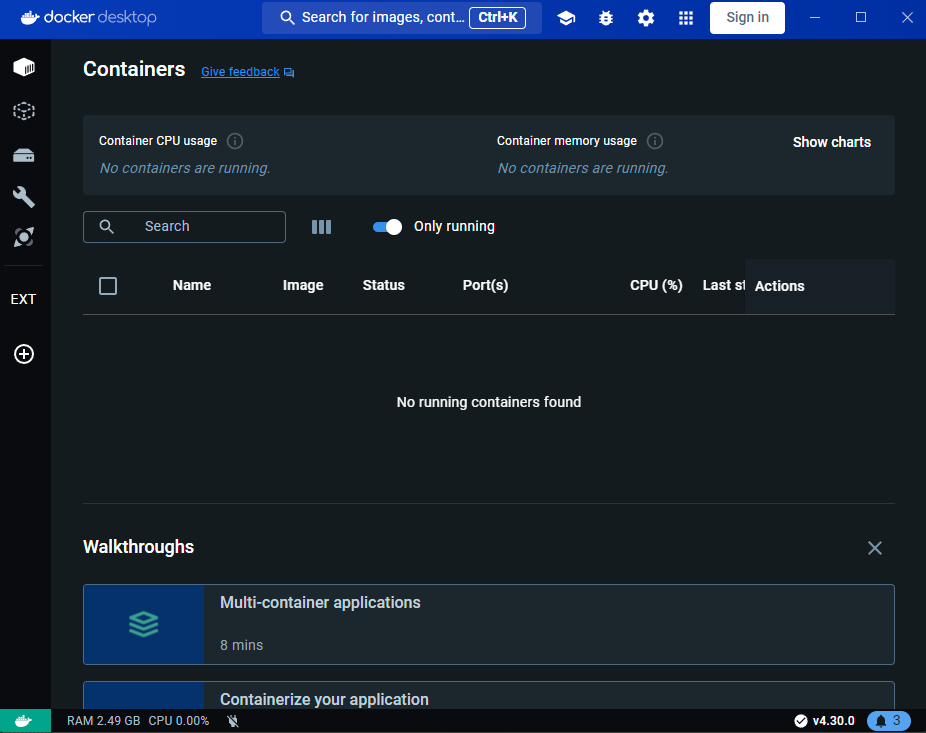 docker desktop
Search for images, cont... Ctrl+K
Sign in
Containers Give feedback
Container CPU usage
No containers are running.
Container memory usage
No containers are running.
Show charts
Search
Only running
Name Image Status Port(s) CPU (%) Last st Actions
No running containers found
EXT
Walkthroughs
Multi-container applications
8 mins
Containerize your application
RAM 2.49 GB CPU 0.00% v4.30.0 3